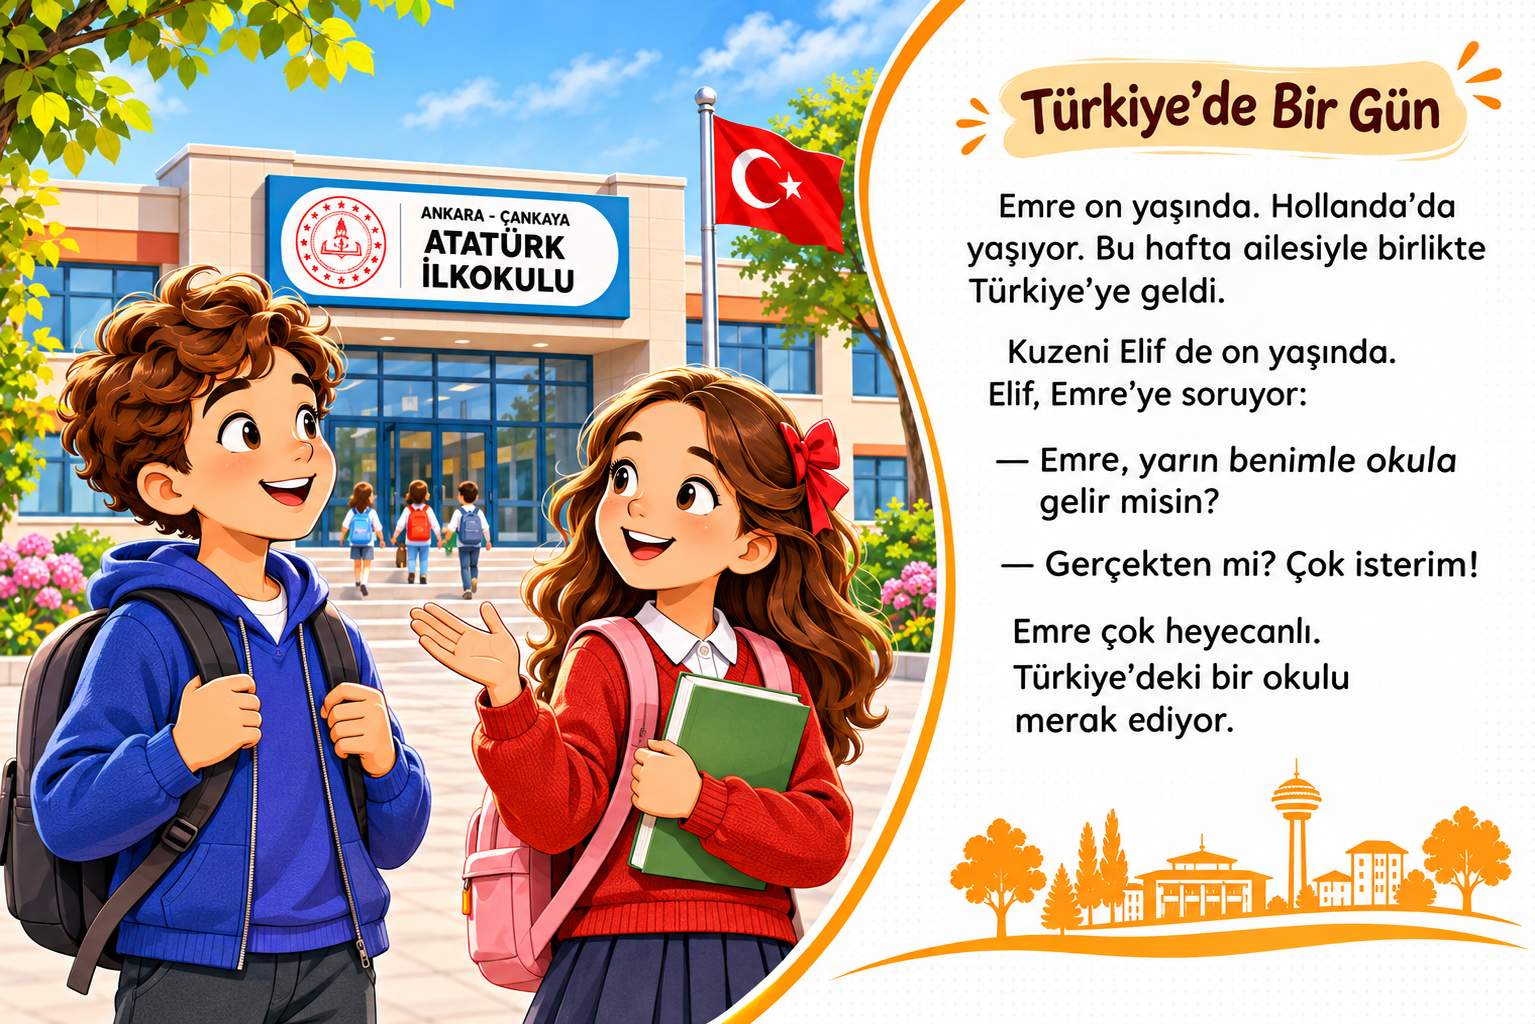 ANKARA - ÇANKAYA
ATATÜRK
İLKOKULU
Türkiye'de Bir Gün
Emre on yaşında. Hollanda'da
yaşıyor. Bu hafta ailesiyle birlikte
Türkiye'ye geldi.
Kuzeni Elif de on yaşında.
Elif, Emre'ye soruyor:
— Emre, yarın benimle okula
gelir misin?
— Gerçekten mi? Çok isterim!
Emre çok heyecanlı.
Türkiye'deki bir okulu
merak ediyor.